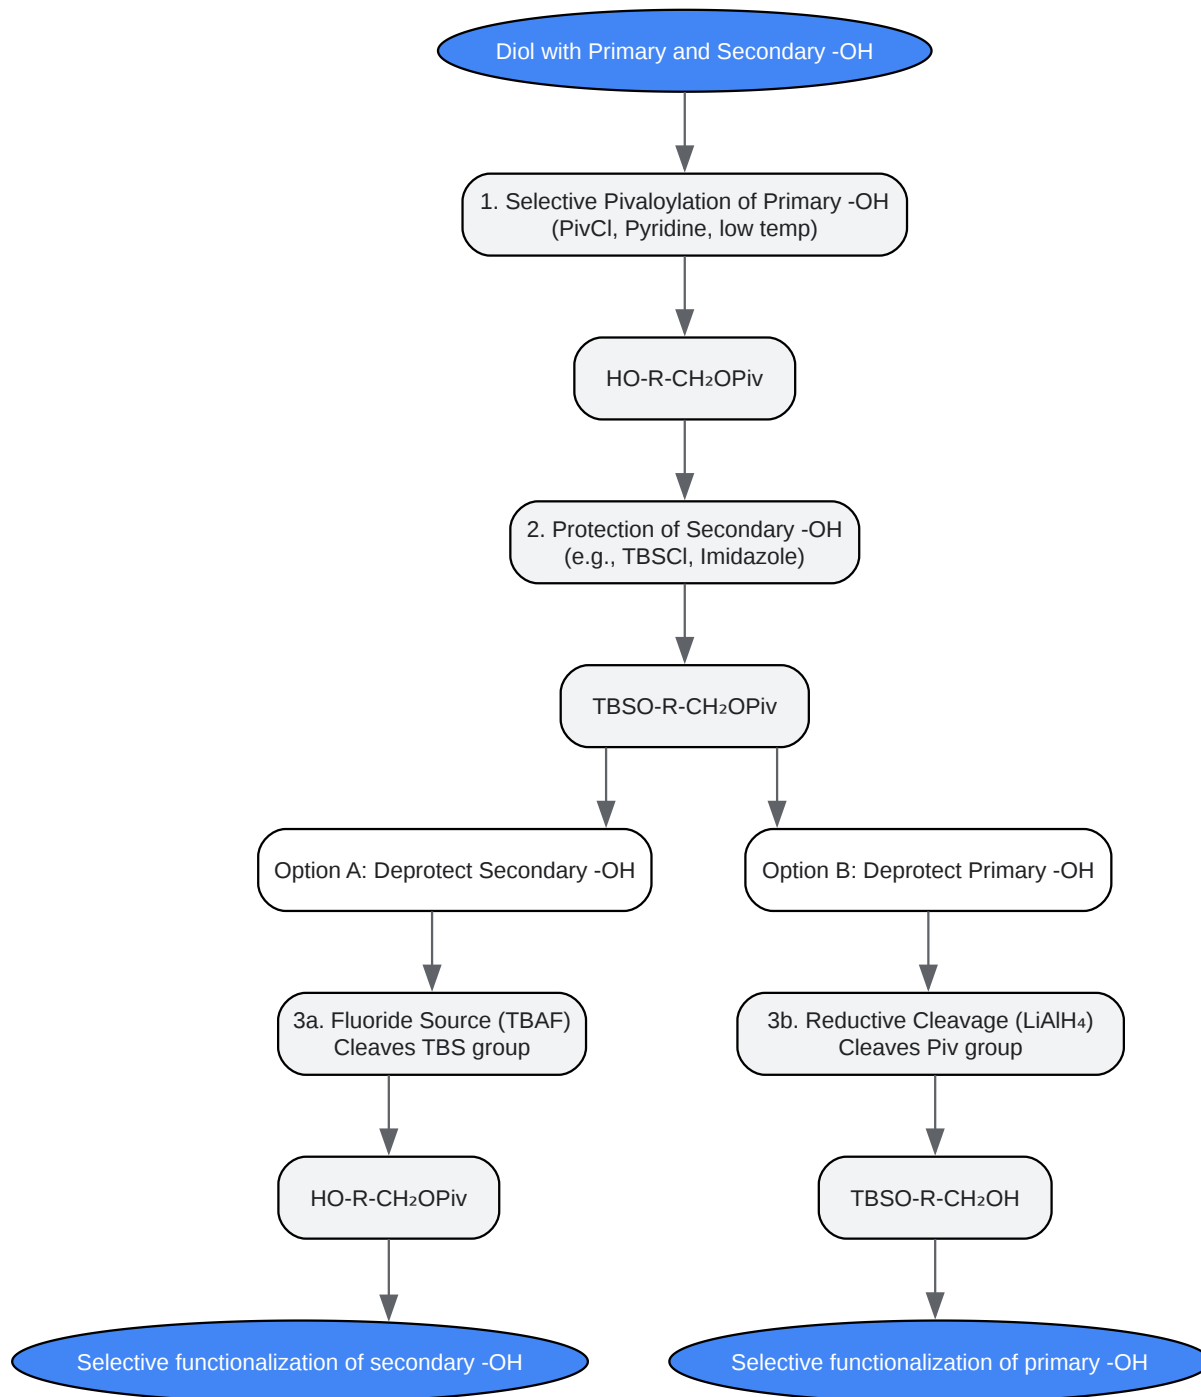 Diol with Primary and Secondary -OH
1. Selective Pivaloylation of Primary -OH
(PivCl, Pyridine, low temp)
HO-R-CH₂OPiv
2. Protection of Secondary -OH
(e.g., TBSCl, Imidazole)
TBSO-R-CH₂OPiv
Option A: Deprotect Secondary -OH
Option B: Deprotect Primary -OH
3a. Fluoride Source (TBAF)
Cleaves TBS group
3b. Reductive Cleavage (LiAlH₄)
Cleaves Piv group
HO-R-CH₂OPiv
TBSO-R-CH₂OH
Selective functionalization of secondary -OH
Selective functionalization of primary -OH